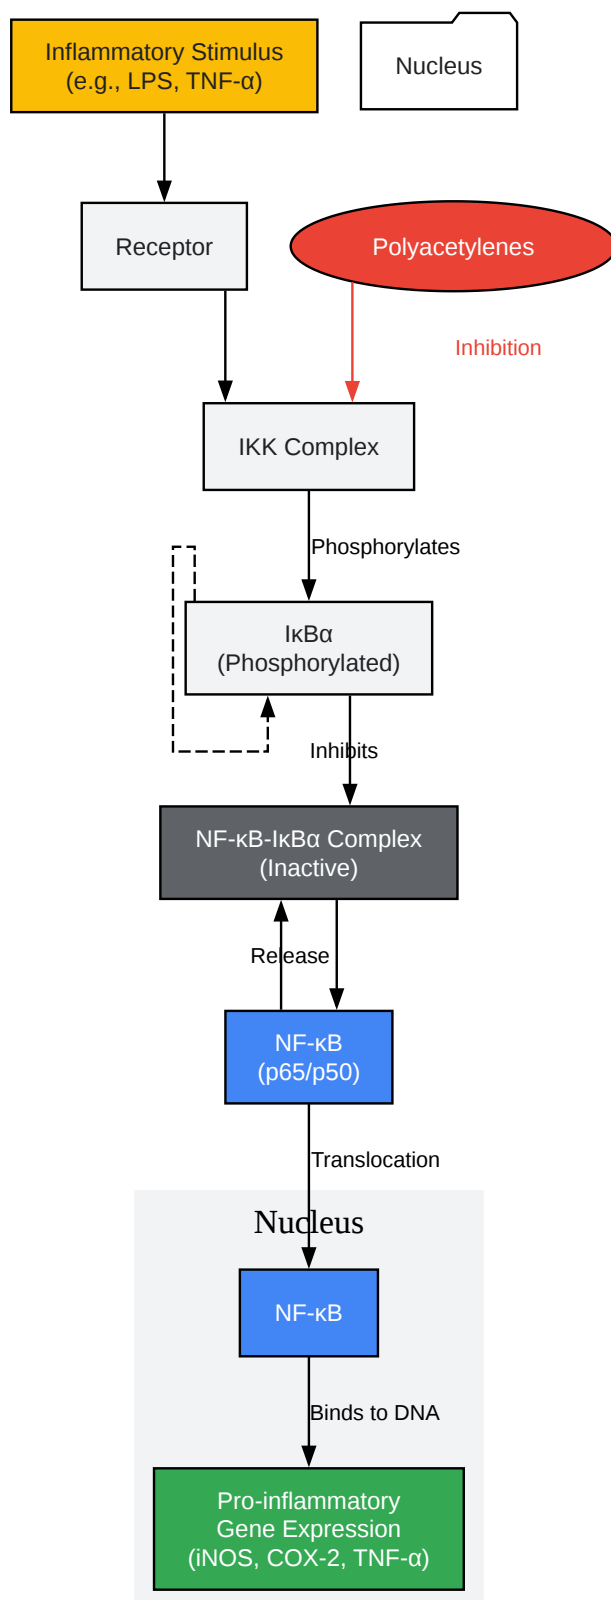 Inflammatory Stimulus
(e.g., LPS, TNF-α)
Nucleus
Receptor
Polyacetylenes
Inhibition
IKK Complex
Phosphorylates
IκBα
(Phosphorylated)
Inhibits
NF-κB-IκBα Complex
(Inactive)
Release
NF-κB
(p65/p50)
Translocation
Nucleus
NF-κB
Binds to DNA
Pro-inflammatory
Gene Expression
(iNOS, COX-2, TNF-α)